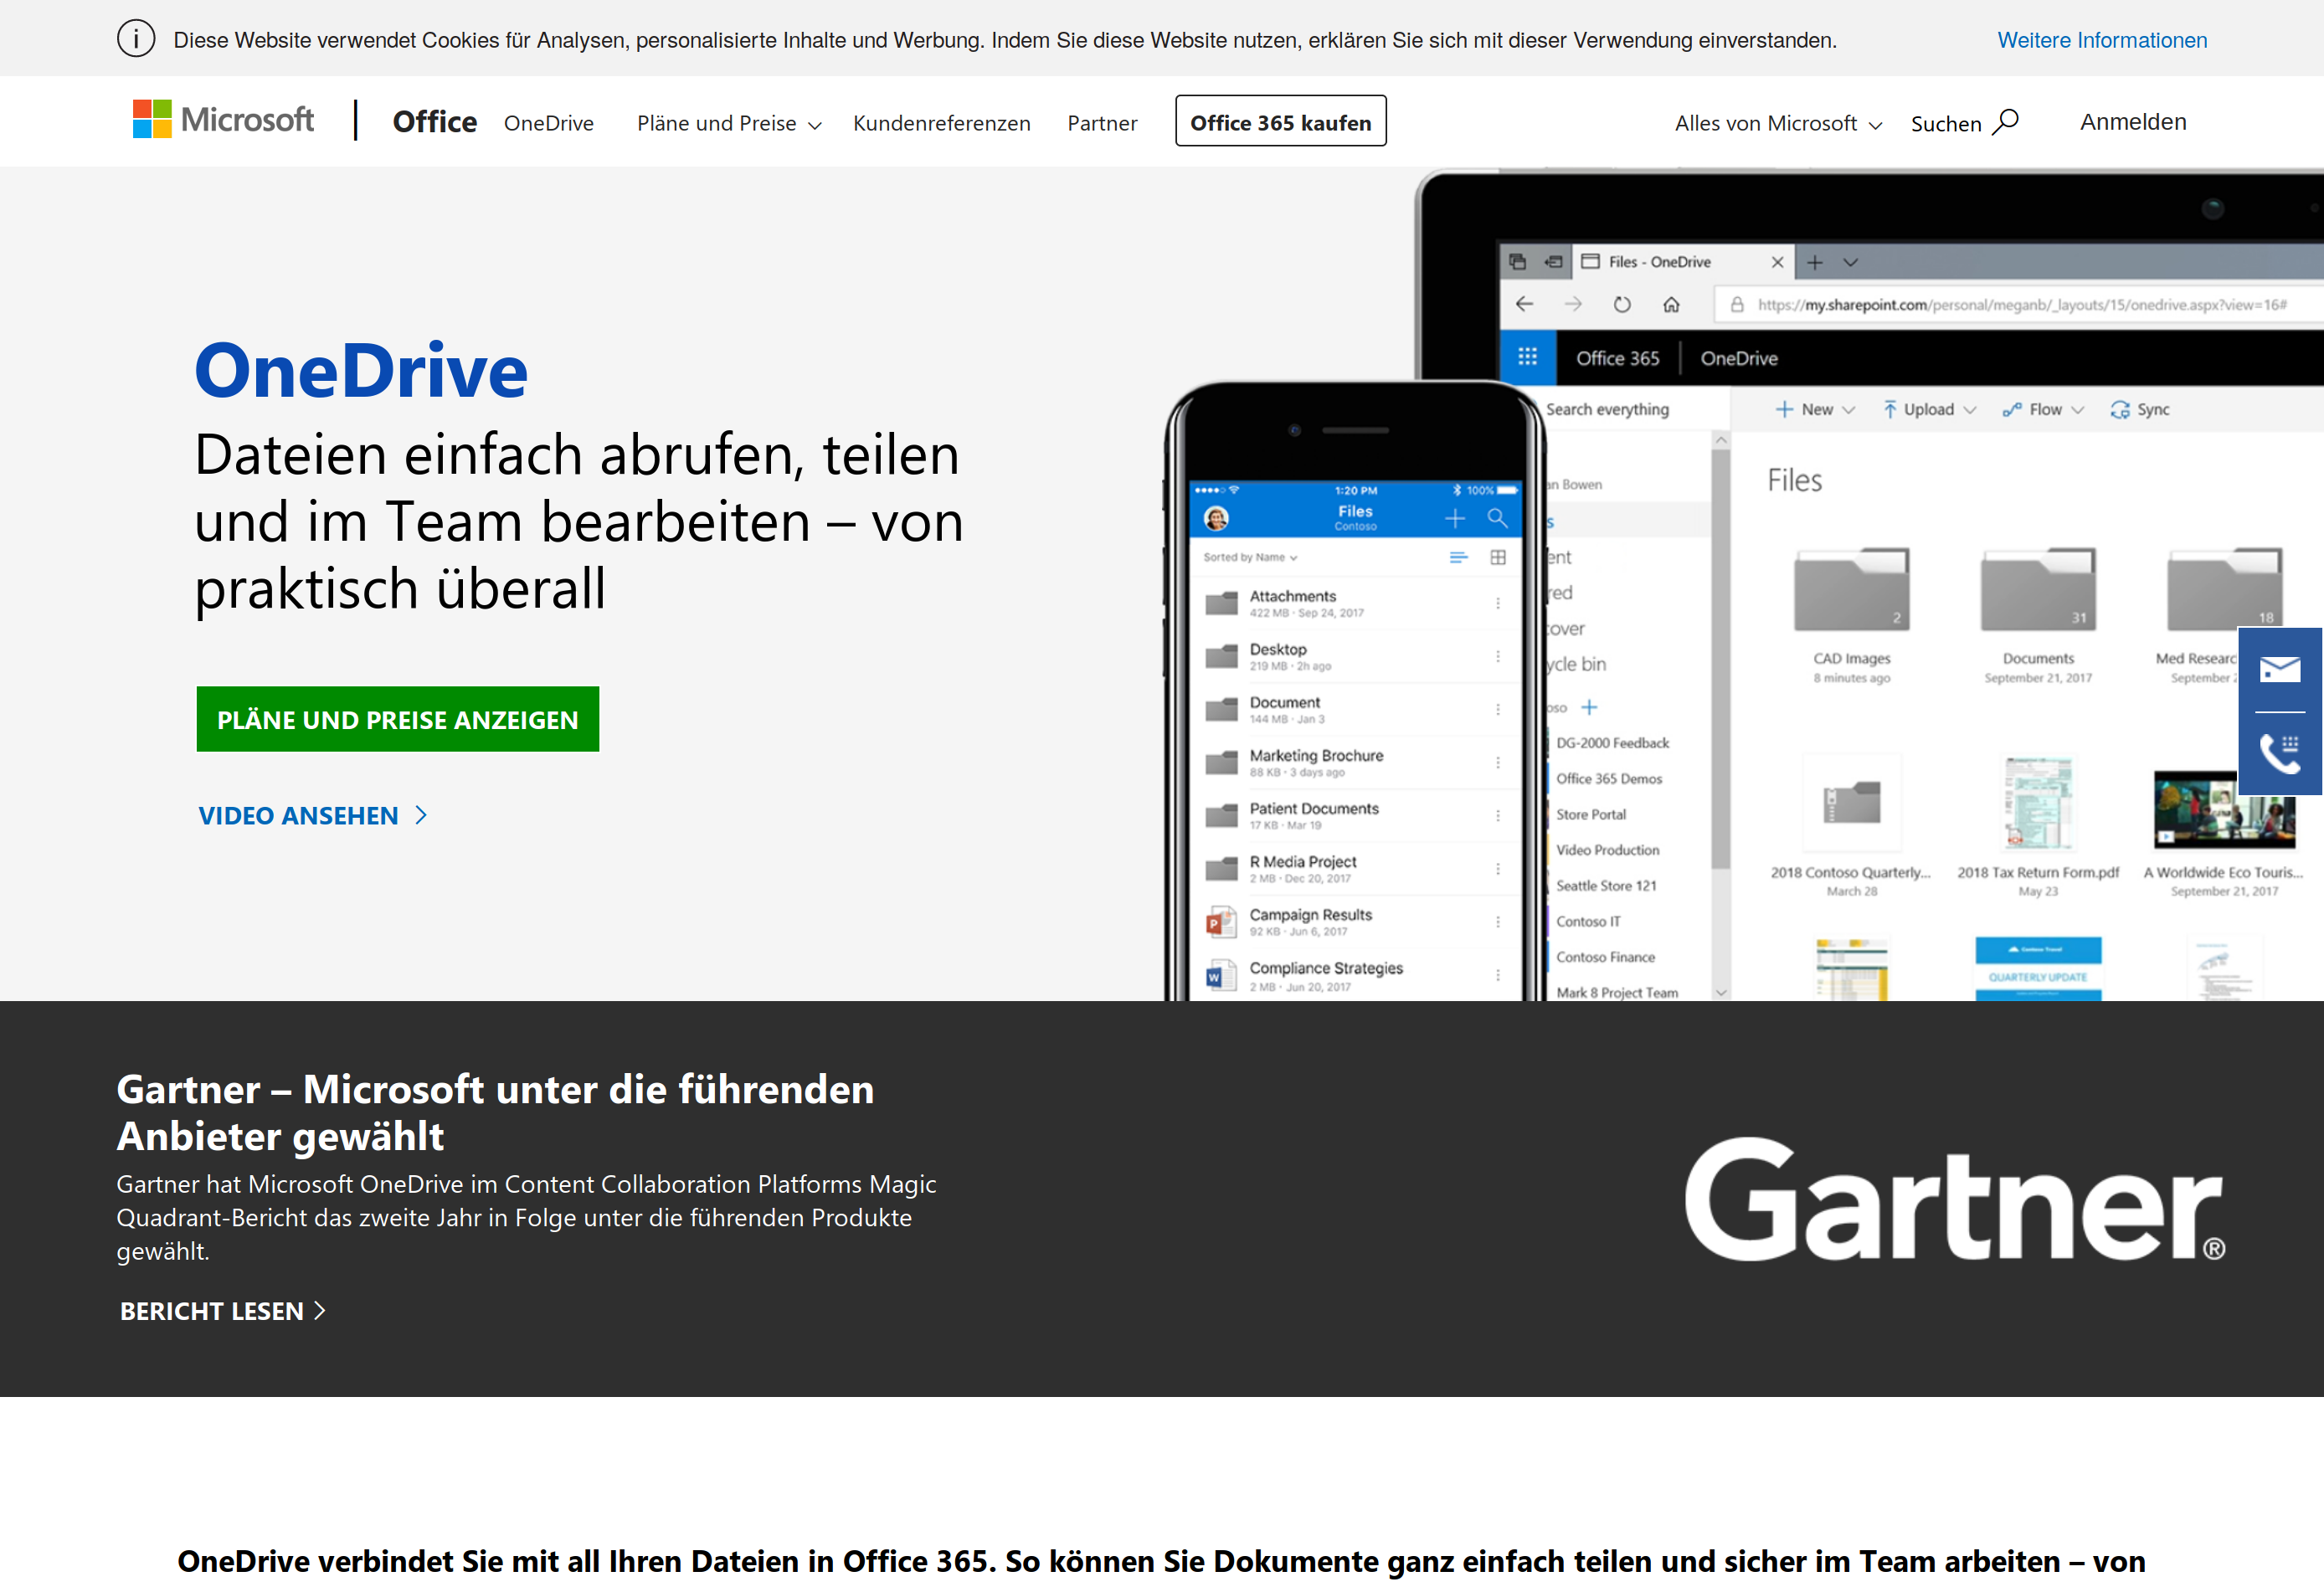 Diese Website verwendet Cookies für Analysen, personalisierte Inhalte und Werbung. Indem Sie diese Website nutzen, erklären Sie sich mit dieser Verwendung einverstanden.
Weitere Informationen
Microsoft
Office
OneDrive
Pläne und Preise
Kundenreferenzen
Partner
Office 365 kaufen
Alles von Microsoft
Suchen
Anmelden
OneDrive
Dateien einfach abrufen, teilen
und im Team bearbeiten – von
praktisch überall
PLÄNE UND PREISE ANZEIGEN
VIDEO ANSEHEN
1:20 PM
100%
Files
Contoso
Sorted by Name
Attachments
422 MB · Sep 24, 2017
Desktop
219 MB · 2h ago
Document
144 MB · Jan 3
Marketing Brochure
88 KB · 3 days ago
Patient Documents
17 KB · Mar 19
R Media Project
2 MB · Dec 20, 2017
Campaign Results
92 KB · Jun 6, 2017
Compliance Strategies
2 MB · Jun 20, 2017
Files - OneDrive
https://my.sharepoint.com/personal/meganb/_layouts/15/onedrive.aspx?view=16#
Office 365
OneDrive
Search everything
New
Upload
Flow
Sync
an Bowen
s
ent
red
cover
ycle bin
oso
DG-2000 Feedback
Office 365 Demos
Store Portal
Video Production
Seattle Store 121
Contoso IT
Contoso Finance
Mark 8 Project Team
Files
2
CAD Images
8 minutes ago
31
Documents
September 21, 2017
18
Med Researc
September 2
2018 Contoso Quarterly...
March 28
2018 Tax Return Form.pdf
May 23
A Worldwide Eco Touris...
September 21, 2017
Contoso Travel
QUARTERLY UPDATE
Gartner – Microsoft unter die führenden
Anbieter gewählt
Gartner hat Microsoft OneDrive im Content Collaboration Platforms Magic
Quadrant-Bericht das zweite Jahr in Folge unter die führenden Produkte
gewählt.
BERICHT LESEN
Gartner®
OneDrive verbindet Sie mit all Ihren Dateien in Office 365. So können Sie Dokumente ganz einfach teilen und sicher im Team arbeiten – von